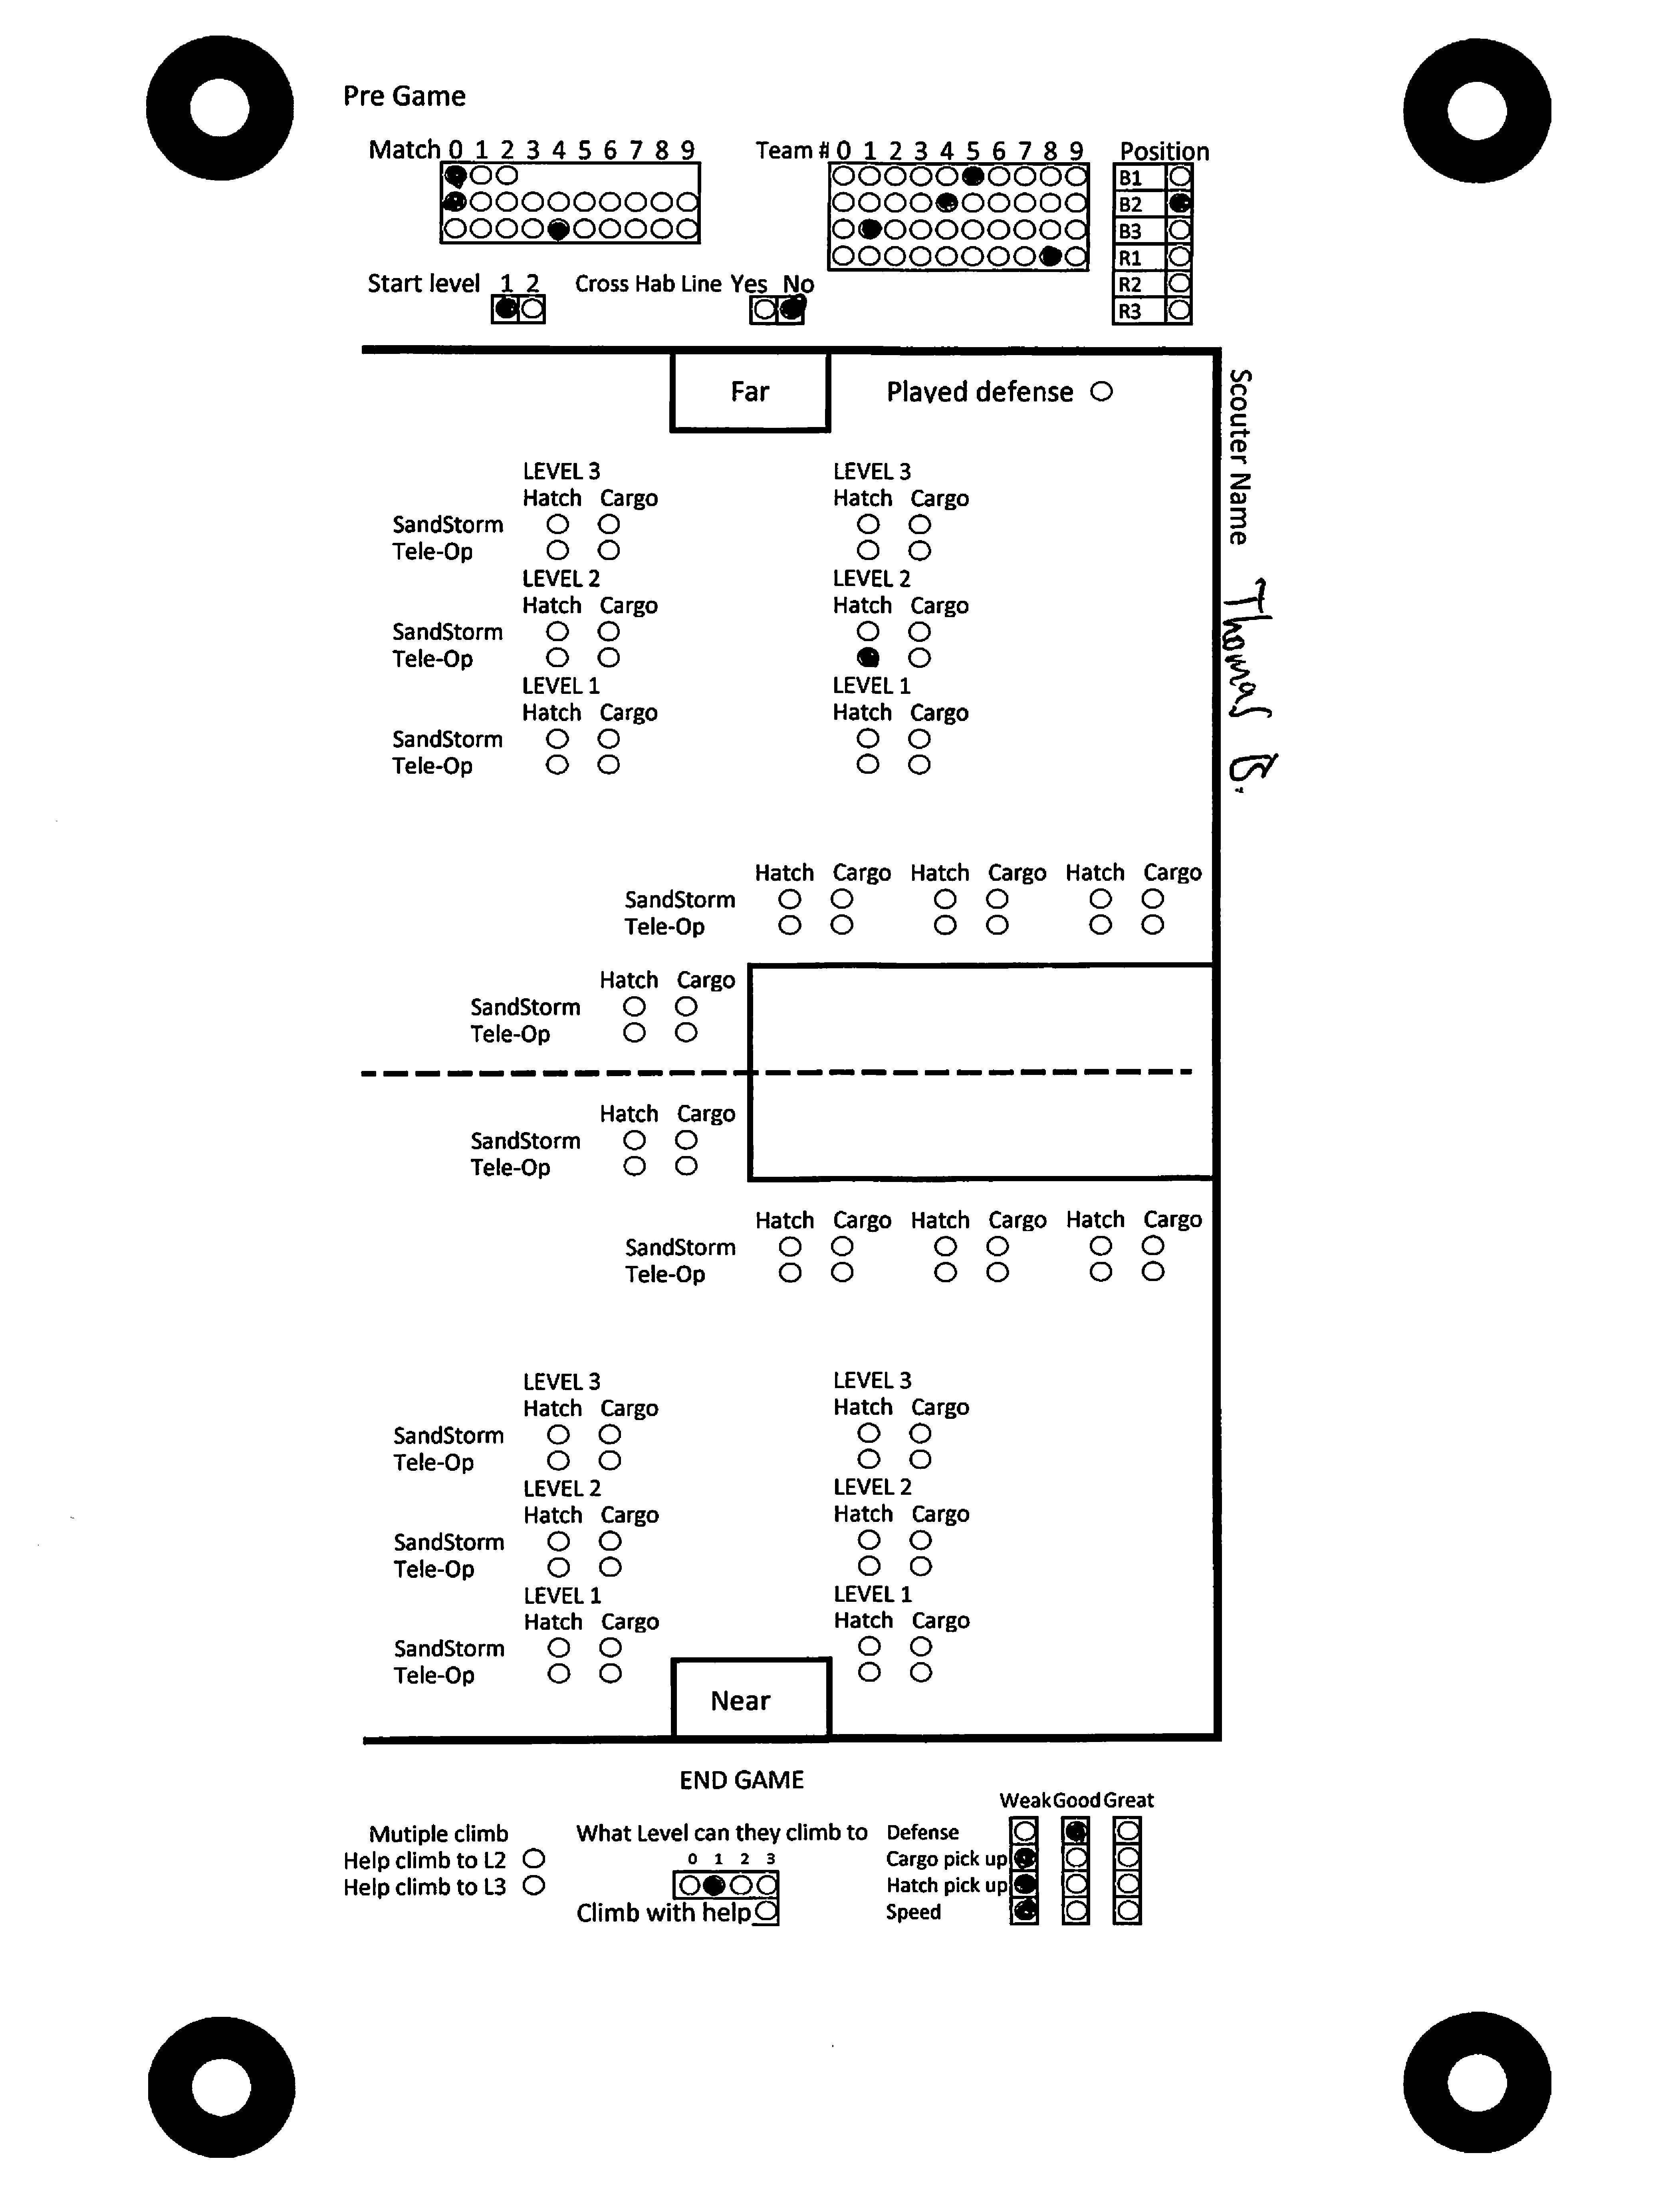 Pre Game
Match 0 1 2 3 4 5 6 7 8 9
Team # 0 1 2 3 4 5 6 7 8 9
Position
B1
B2
B3
R1
R2
R3
Start level 1 2
Cross Hab Line Yes No
Far
Played defense
Scouter Name Thomas B.
LEVEL 3 LEVEL 3
Hatch Cargo Hatch Cargo
SandStorm
Tele-Op
LEVEL 2 LEVEL 2
Hatch Cargo Hatch Cargo
SandStorm
Tele-Op
LEVEL 1 LEVEL 1
Hatch Cargo Hatch Cargo
SandStorm
Tele-Op
Hatch Cargo Hatch Cargo Hatch Cargo
SandStorm
Tele-Op
Hatch Cargo
SandStorm
Tele-Op
Hatch Cargo
SandStorm
Tele-Op
Hatch Cargo Hatch Cargo Hatch Cargo
SandStorm
Tele-Op
LEVEL 3 LEVEL 3
Hatch Cargo Hatch Cargo
SandStorm
Tele-Op
LEVEL 2 LEVEL 2
Hatch Cargo Hatch Cargo
SandStorm
Tele-Op
LEVEL 1 LEVEL 1
Hatch Cargo Hatch Cargo
SandStorm
Tele-Op
Near
END GAME
Mutiple climb
Help climb to L2
Help climb to L3
What Level can they climb to
0 1 2 3
Climb with help
Weak Good Great
Defense
Cargo pick up
Hatch pick up
Speed